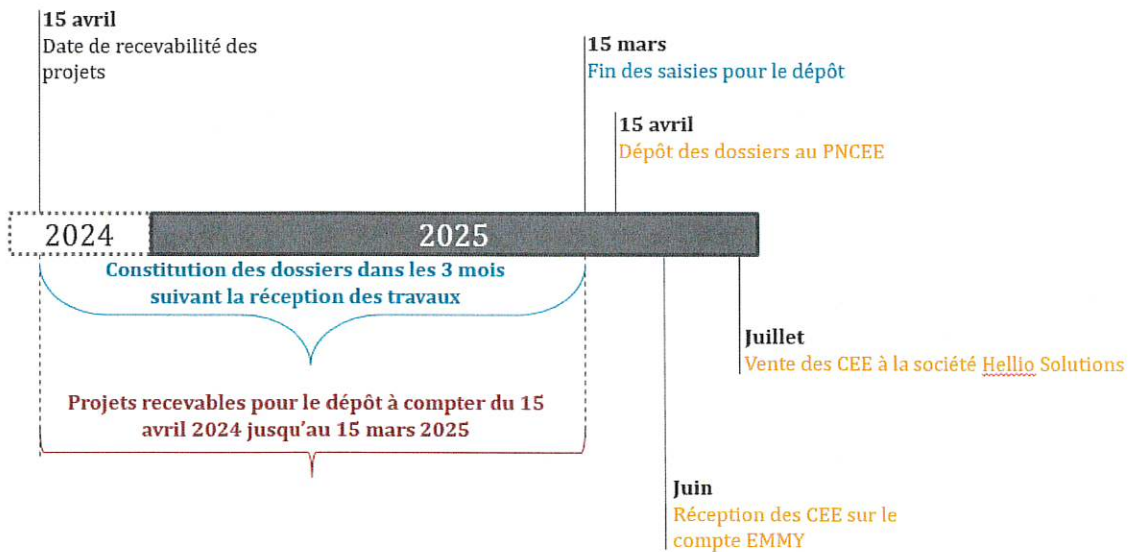 15 avril
Date de recevabilité des
projets
15 mars
Fin des saisies pour le dépôt
15 avril
Dépôt des dossiers au PNCEE
2024
2025
Constitution des dossiers dans les 3 mois
suivant la réception des travaux
Juillet
Vente des CEE à la société Hellio Solutions
Projets recevables pour le dépôt à compter du 15
avril 2024 jusqu'au 15 mars 2025
Juin
Réception des CEE sur le
compte EMMY